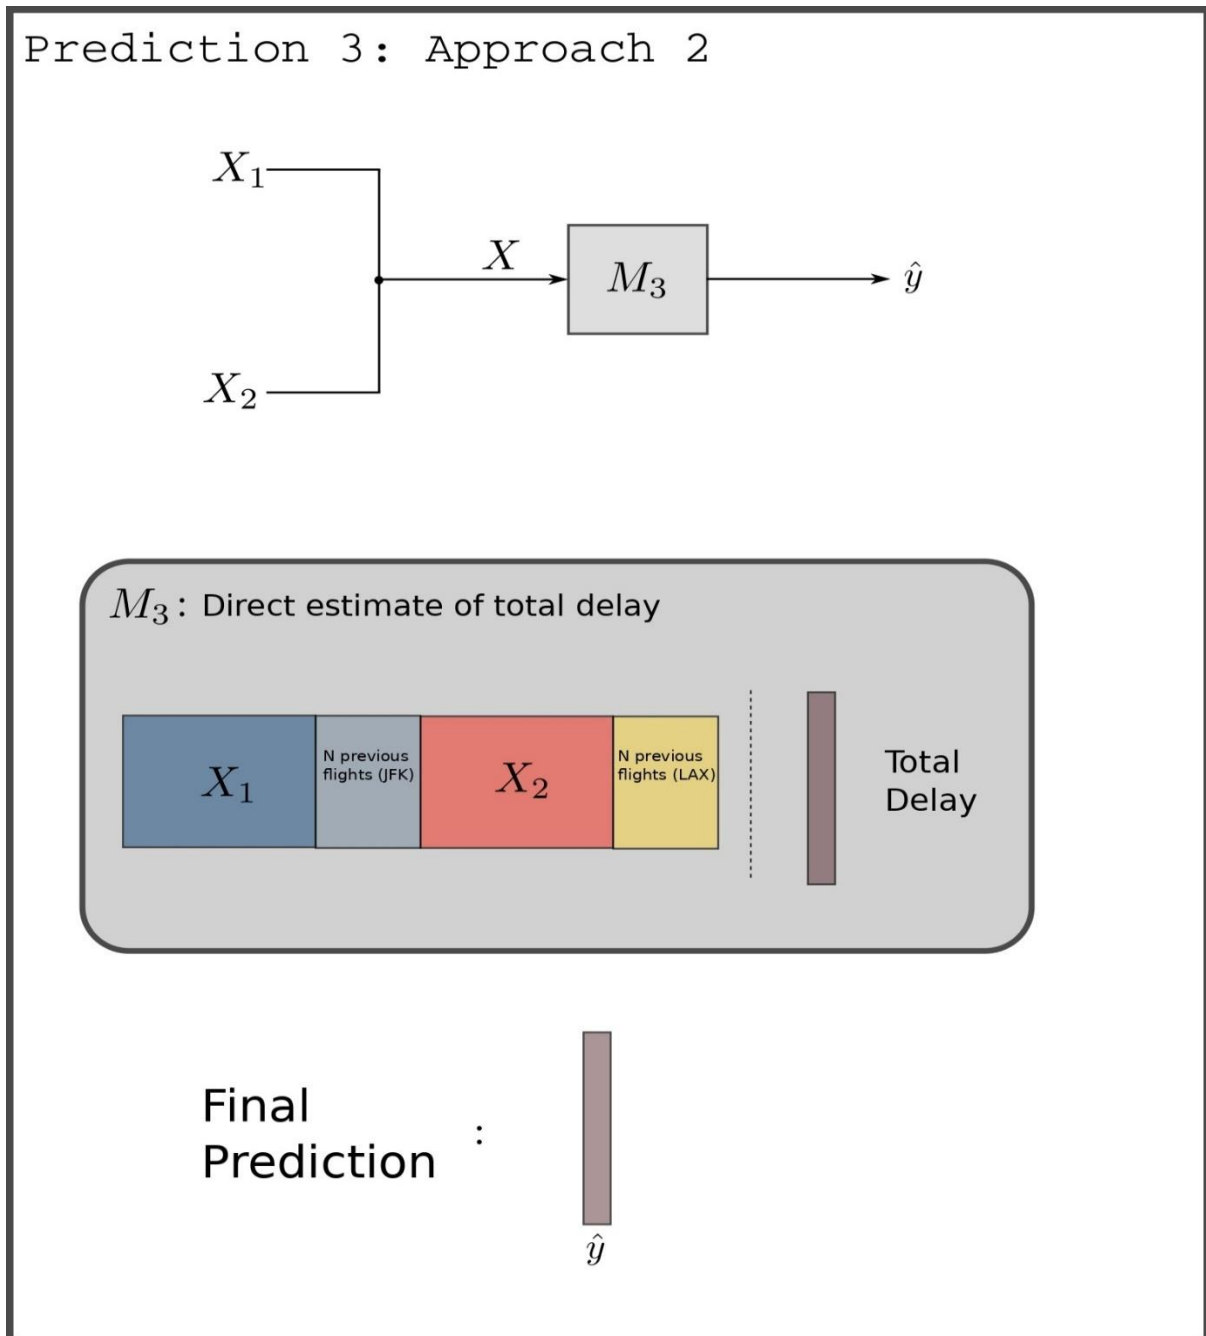 Prediction 3: Approach 2
X₁
X
M₃
ŷ
X₂
M₃: Direct estimate of total delay
X₁
N previous
flights (JFK)
X₂
N previous
flights (LAX)
Total
Delay
Final
Prediction :
ŷ